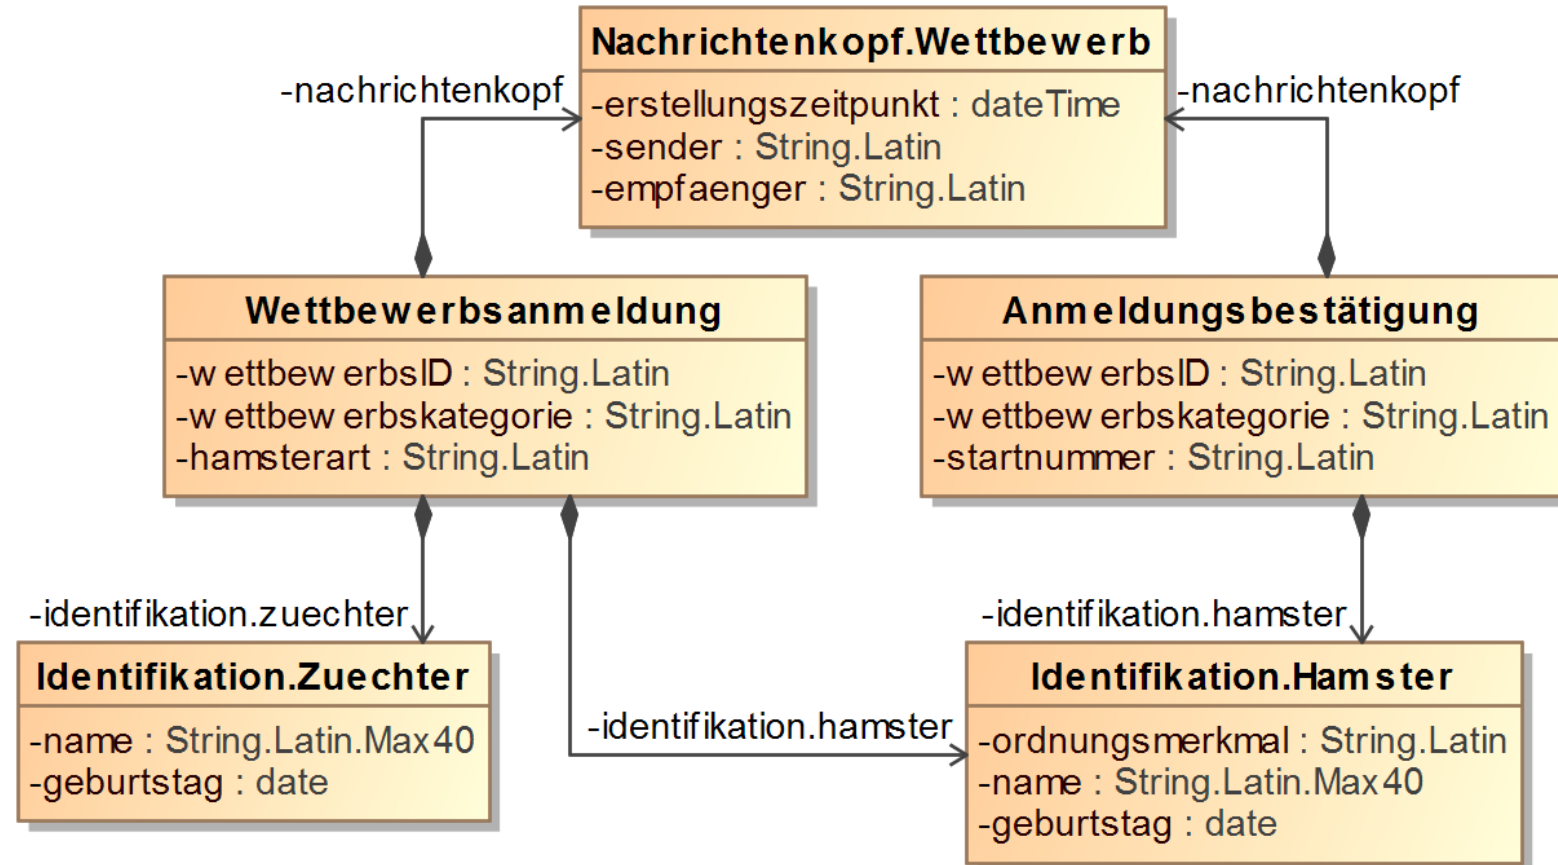 Nachrichtenkopf.Wettbewerb
-nachrichtenkopf
-erstellungszeitpunkt : dateTime
-sender : String.Latin
-empfaenger : String.Latin
-nachrichtenkopf
Wettbewerbsanmeldung
-wettbewerbsID : String.Latin
-wettbewerbskategorie : String.Latin
-hamsterart : String.Latin
Anmeldungsbestätigung
-wettbewerbsID : String.Latin
-wettbewerbskategorie : String.Latin
-startnummer : String.Latin
-identifikation.zuechter
Identifikation.Zuechter
-name : String.Latin.Max40
-geburtstag : date
-identifikation.hamster
-identifikation.hamster
Identifikation.Hamster
-ordnungsmerkmal : String.Latin
-name : String.Latin.Max40
-geburtstag : date